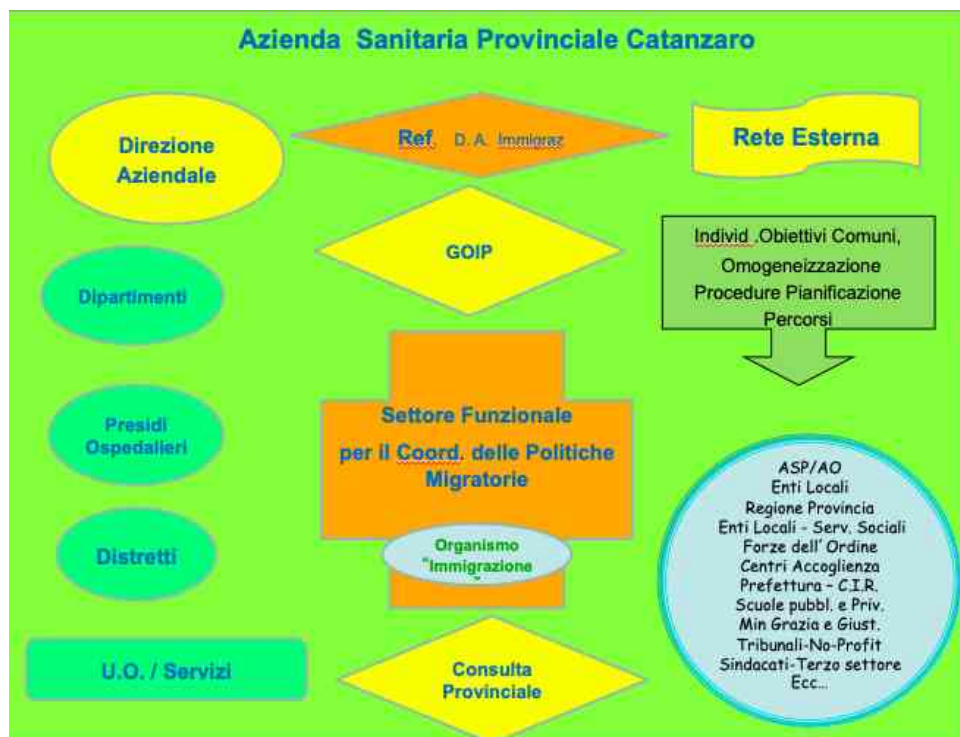 Azienda Sanitaria Provinciale Catanzaro
Direzione
Aziendale
Dipartimenti
Presidi
Ospedalieri
Distretti
U.O. / Servizi
Ref. D. A. Immigraz
GOIP
Settore Funzionale
per il Coord. delle Politiche
Migratorie
Organismo
"Immigrazione
"
Consulta
Provinciale
Rete Esterna
Individ .Obiettivi Comuni,
Omogeneizzazione
Procedure Pianificazione
Percorsi
ASP/AO
Enti Locali
Regione Provincia
Enti Locali - Serv. Sociali
Forze dell' Ordine
Centri Accoglienza
Prefettura – C.I.R.
Scuole pubbl. e Priv.
Min Grazia e Giust.
Tribunali-No-Profit
Sindacati-Terzo settore
Ecc...